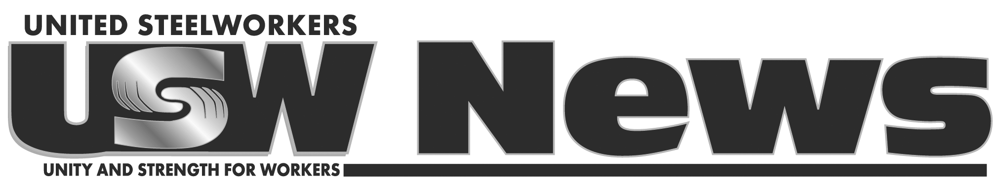 UNITED STEELWORKERS
USW News
UNITY AND STRENGTH FOR WORKERS